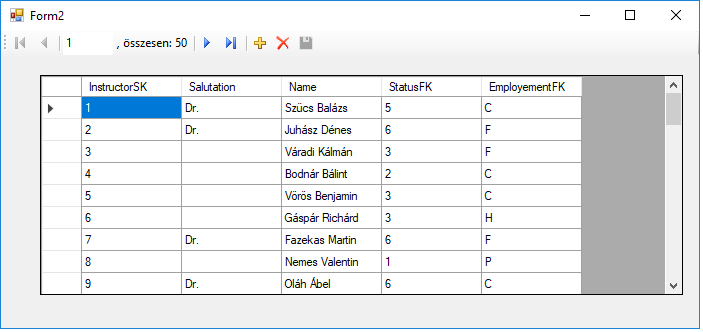 Form2
1 , összesen: 50
InstructorSK Salutation Name StatusFK EmployementFK
1 Dr. Szücs Balázs 5 C
2 Dr. Juhász Dénes 6 F
3 Váradi Kálmán 3 F
4 Bodnár Bálint 2 C
5 Vörös Benjamin 3 C
6 Gáspár Richárd 3 H
7 Dr. Fazekas Martin 6 F
8 Nemes Valentin 1 P
9 Dr. Oláh Ábel 6 C